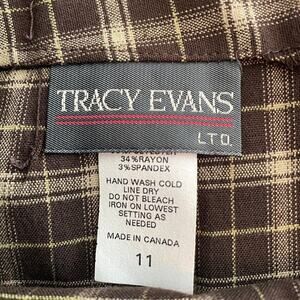 TRACY EVANS
LTD.
34% RAYON
3% SPANDEX
HAND WASH COLD
LINE DRY
DO NOT BLEACH
IRON ON LOWEST
SETTING AS
NEEDED
MADE IN CANADA
11